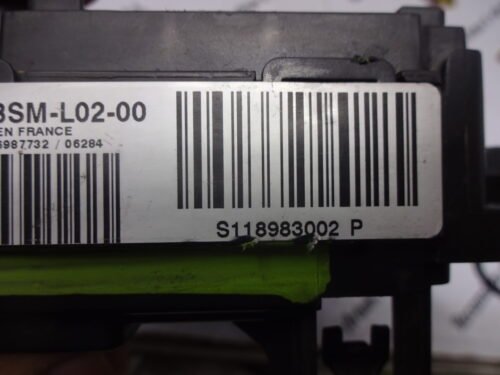 BSM-L02-00
EN FRANCE
6987732 / 06284
S118983002 P